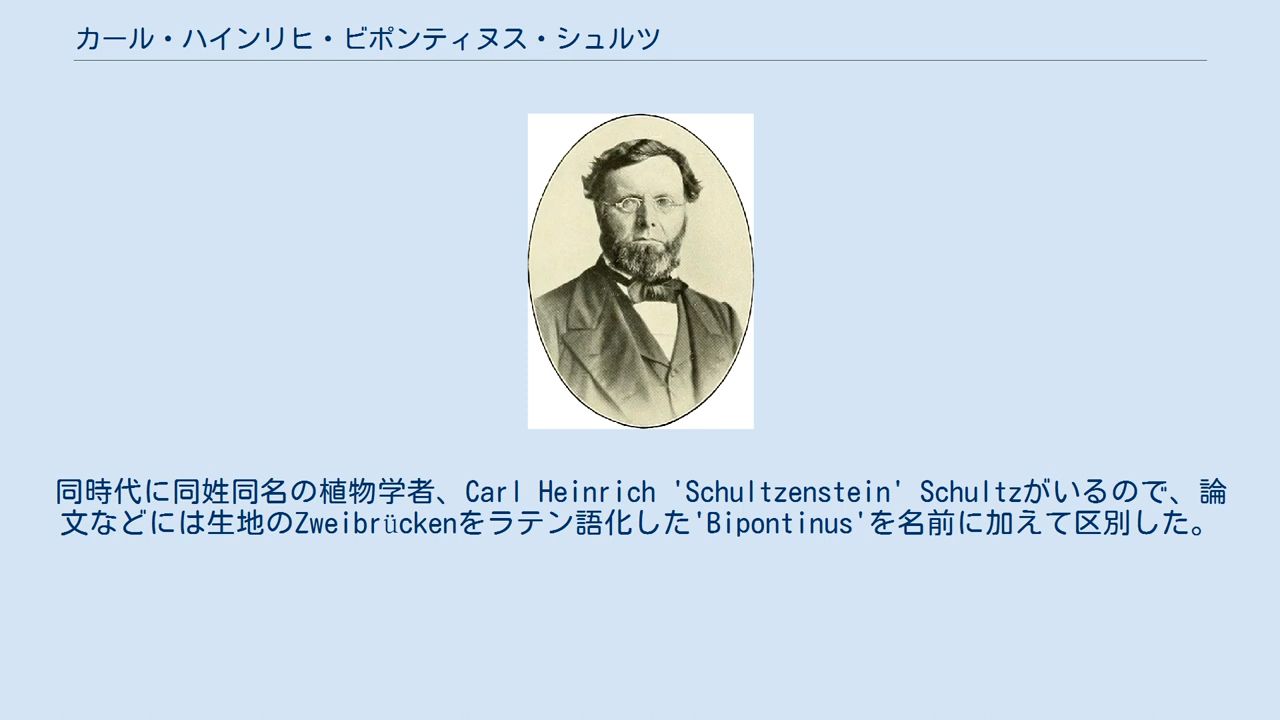 カール・ハインリヒ・ビポンティヌス・シュルツ
同時代に同姓同名の植物学者、Carl Heinrich 'Schultzenstein' Schultzがいるので、論
文などには生地のZweibrückenをラテン語化した'Bipontinus'を名前に加えて区別した。